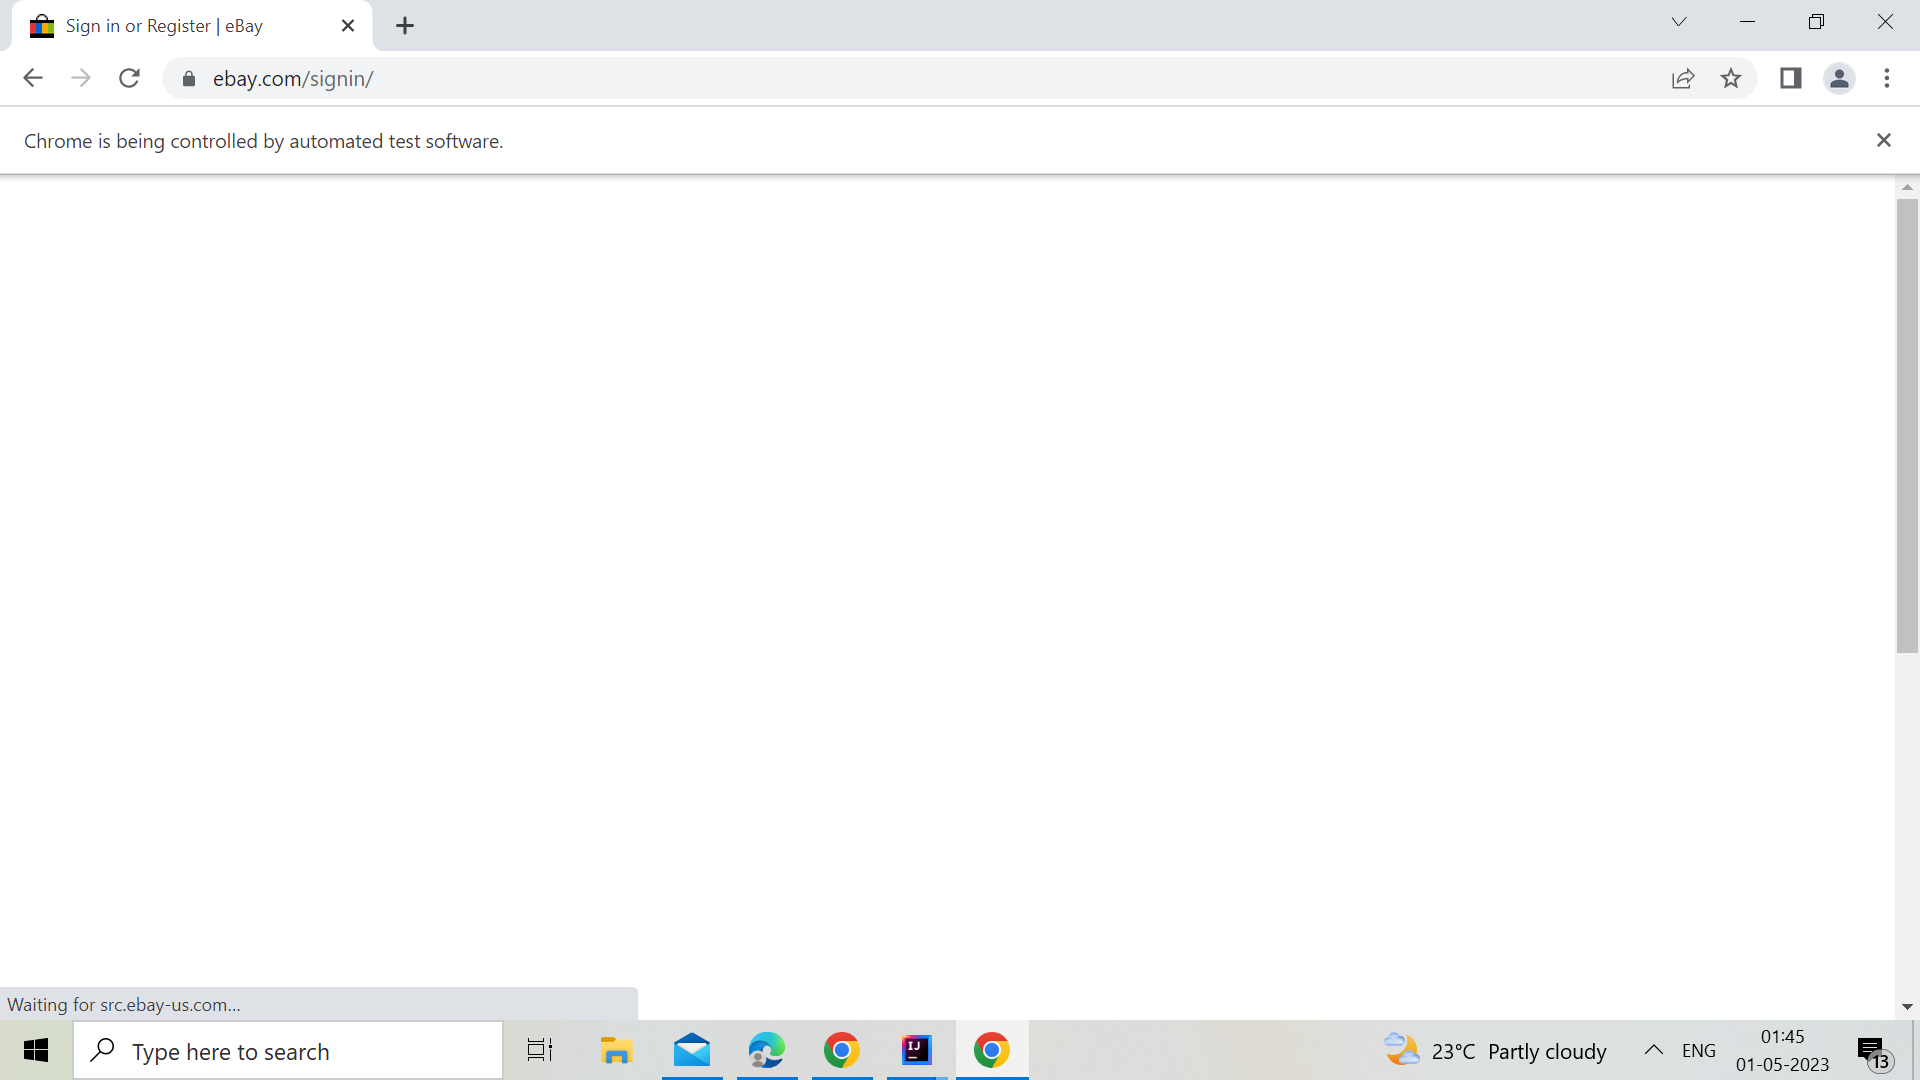 Sign in or Register | eBay
ebay.com/signin/
Chrome is being controlled by automated test software.
Waiting for src.ebay-us.com...
Type here to search
IJ
23°C Partly cloudy
ENG
01:45
01-05-2023
13